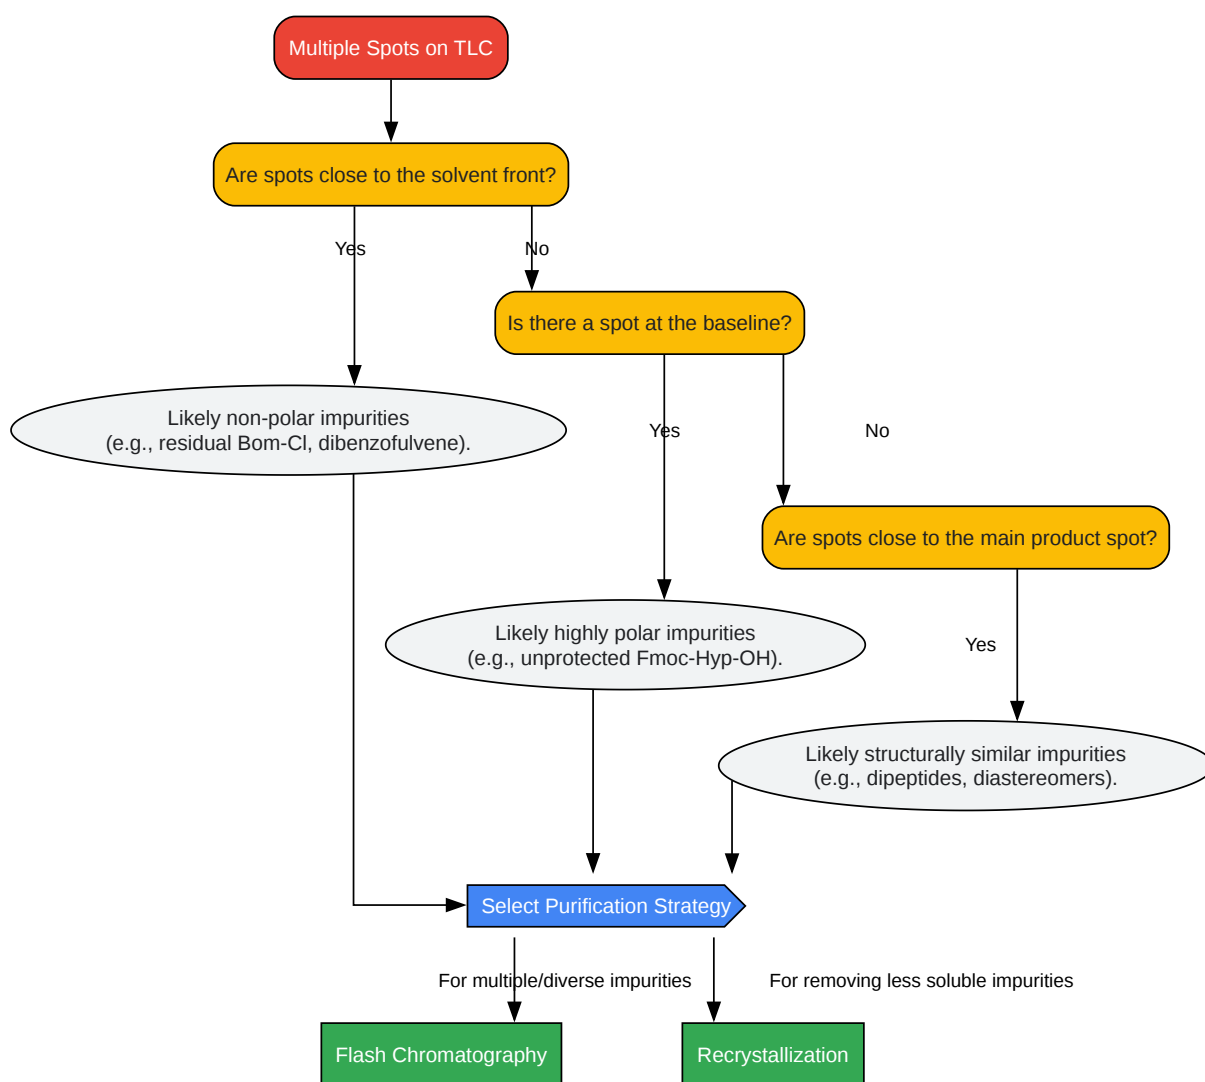 Multiple Spots on TLC
Are spots close to the solvent front?
Yes
No
Is there a spot at the baseline?
Likely non-polar impurities
(e.g., residual Bom-Cl, dibenzofulvene).
Yes
No
Are spots close to the main product spot?
Likely highly polar impurities
(e.g., unprotected Fmoc-Hyp-OH).
Yes
Likely structurally similar impurities
(e.g., dipeptides, diastereomers).
Select Purification Strategy
For multiple/diverse impurities
For removing less soluble impurities
Flash Chromatography
Recrystallization